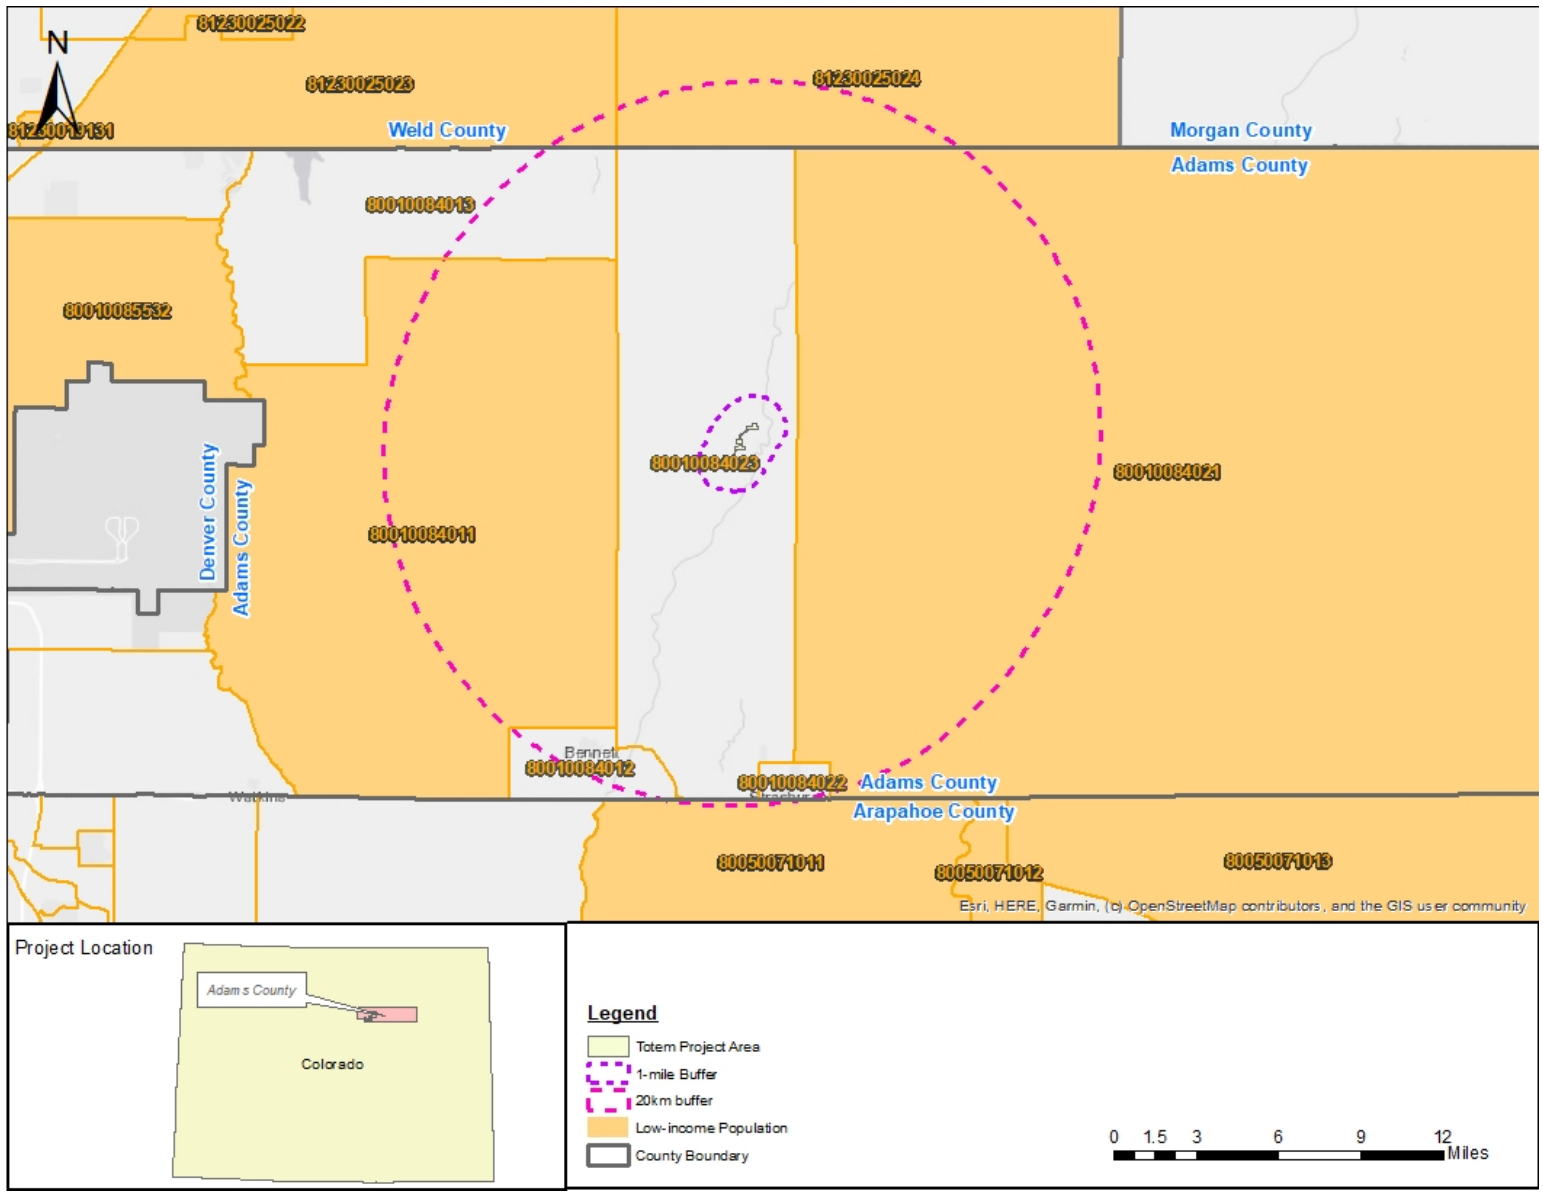 81230025022
N
81230025023
81230025024
81230019131
Weld County
Morgan County
Adams County
80010084013
80010085532
80010084023
80010084021
Denver County
Adams County
80010084011
Bennett
80010084012
80010084022
Adams County
Watkins
Strasburg
Arapahoe County
80050071011
80050071012
80050071013
Esri, HERE, Garmin, (c) OpenStreetMap contributors, and the GIS user community
Project Location
Adams County
Colorado
Legend
Totem Project Area
1-mile Buffer
20km buffer
Low-income Population
County Boundary
0 1.5 3 6 9 12
Miles